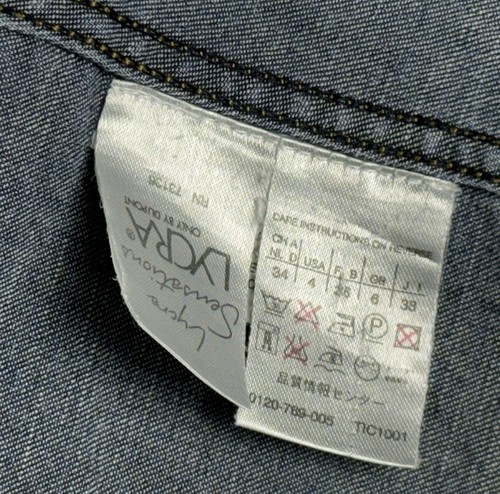 RN 73136
ONLY BY DUPONT
LYCRA®
Sensations
Lycra
CARE INSTRUCTIONS ON REVERSE
CH A
NL D USA F B GB I
34 4 36 6 38
品質情報センター
0120-789-005 TIC1001